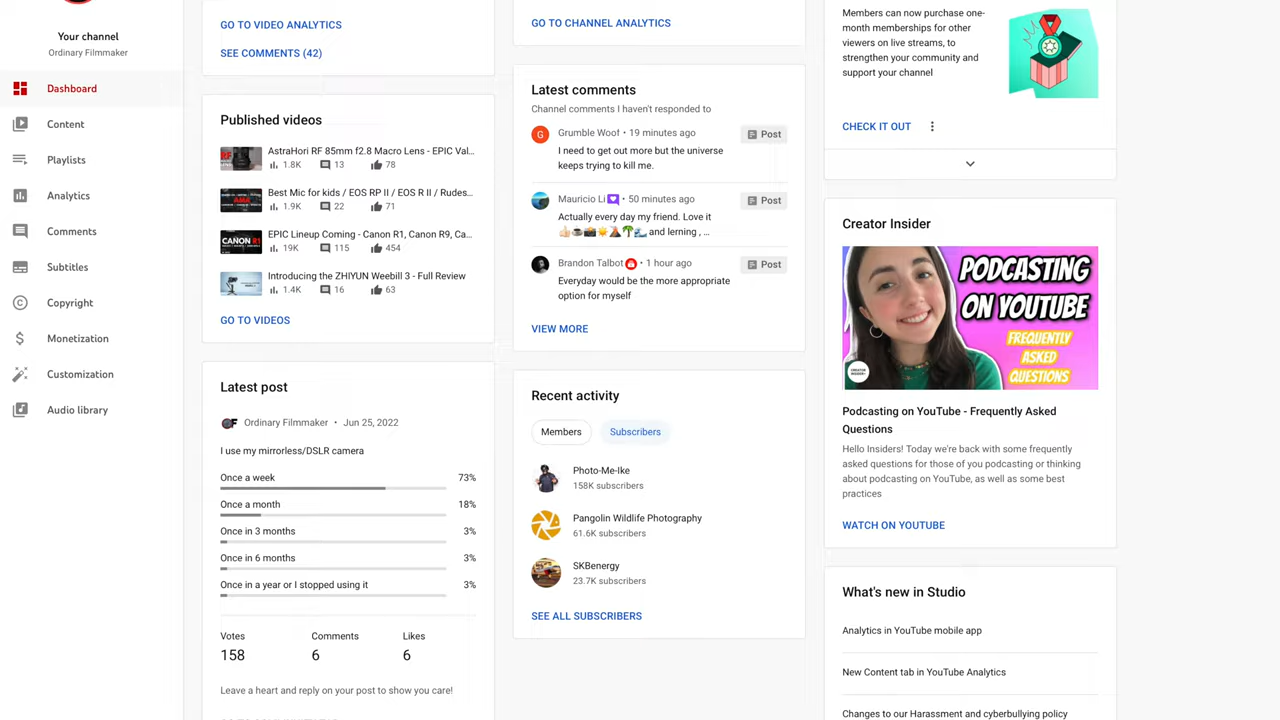 Your channel
Ordinary Filmmaker
Dashboard
Content
Playlists
Analytics
Comments
Subtitles
Copyright
Monetization
Customization
Audio library
GO TO VIDEO ANALYTICS
SEE COMMENTS (42)
Published videos
AstraHori RF 85mm f2.8 Macro Lens - EPIC Val...
1.8K 13 78
Best Mic for kids / EOS RP II / EOS R II / Rudes...
1.9K 22 71
EPIC Lineup Coming - Canon R1, Canon R9, Ca...
19K 115 454
Introducing the ZHIYUN Weebill 3 - Full Review
1.4K 16 63
GO TO VIDEOS
Latest post
Ordinary Filmmaker • Jun 25, 2022
I use my mirrorless/DSLR camera
Once a week 73%
Once a month 18%
Once in 3 months 3%
Once in 6 months 3%
Once in a year or I stopped using it 3%
Votes Comments Likes
158 6 6
Leave a heart and reply on your post to show you care!
GO TO CHANNEL ANALYTICS
Latest comments
Channel comments I haven't responded to
G Grumble Woof • 19 minutes ago Post
I need to get out more but the universe
keeps trying to kill me.
Mauricio Li • 50 minutes ago Post
Actually every day my friend. Love it
👍🏻☕📸☀️🌋🌴🌊 and lerning , ...
Brandon Talbot • 1 hour ago Post
Everyday would be the more appropriate
option for myself
VIEW MORE
Recent activity
Members Subscribers
Photo-Me-Ike
158K subscribers
Pangolin Wildlife Photography
61.6K subscribers
SKBenergy
23.7K subscribers
SEE ALL SUBSCRIBERS
Members can now purchase one-
month memberships for other
viewers on live streams, to
strengthen your community and
support your channel
CHECK IT OUT
Creator Insider
PODCASTING
ON YOUTUBE
FREQUENTLY
ASKED
QUESTIONS
Podcasting on YouTube - Frequently Asked
Questions
Hello Insiders! Today we're back with some frequently
asked questions for those of you podcasting or thinking
about podcasting on YouTube, as well as some best
practices
WATCH ON YOUTUBE
What's new in Studio
Analytics in YouTube mobile app
New Content tab in YouTube Analytics
Changes to our Harassment and cyberbullying policy